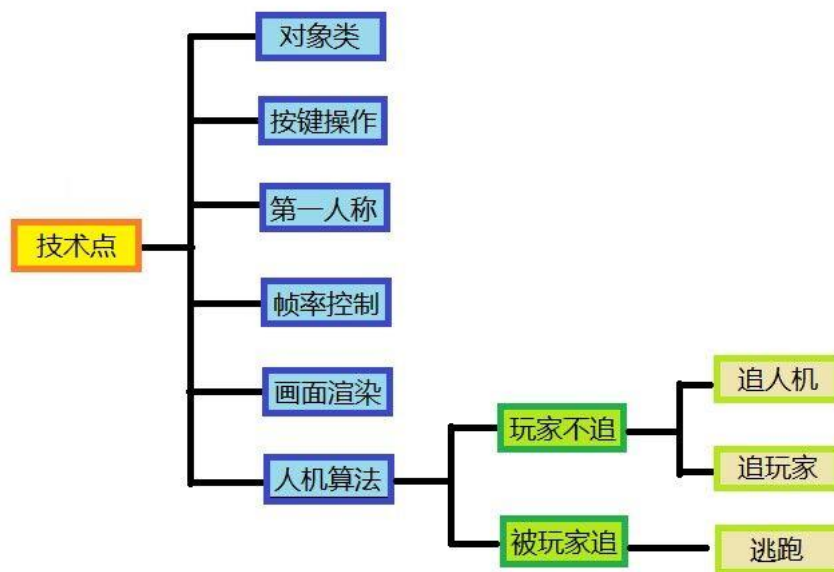 对象类
按键操作
第一人称
技术点
帧率控制
画面渲染
人机算法
玩家不追
追人机
追玩家
被玩家追
逃跑